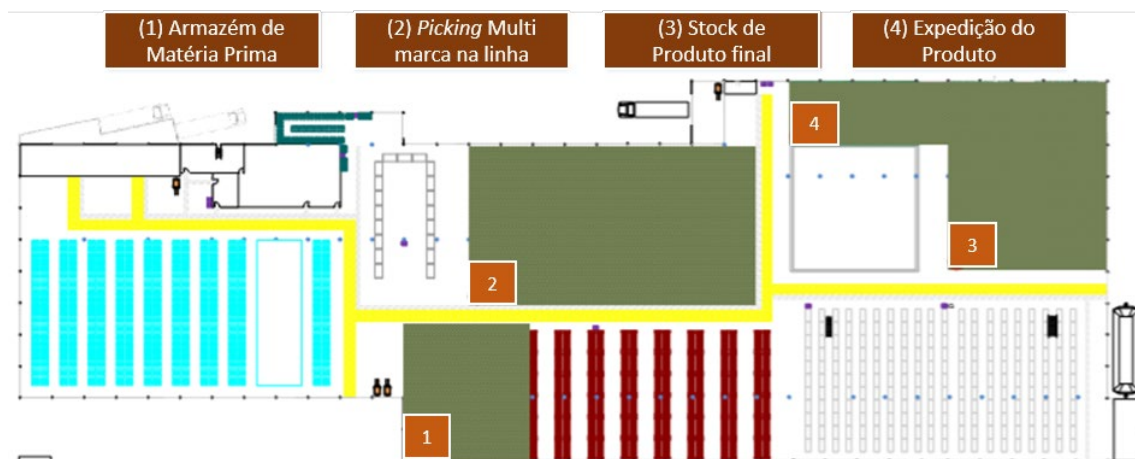 (1) Armazém de
Matéria Prima
(2) Picking Multi
marca na linha
(3) Stock de
Produto final
(4) Expedição do
Produto
4
3
2
1